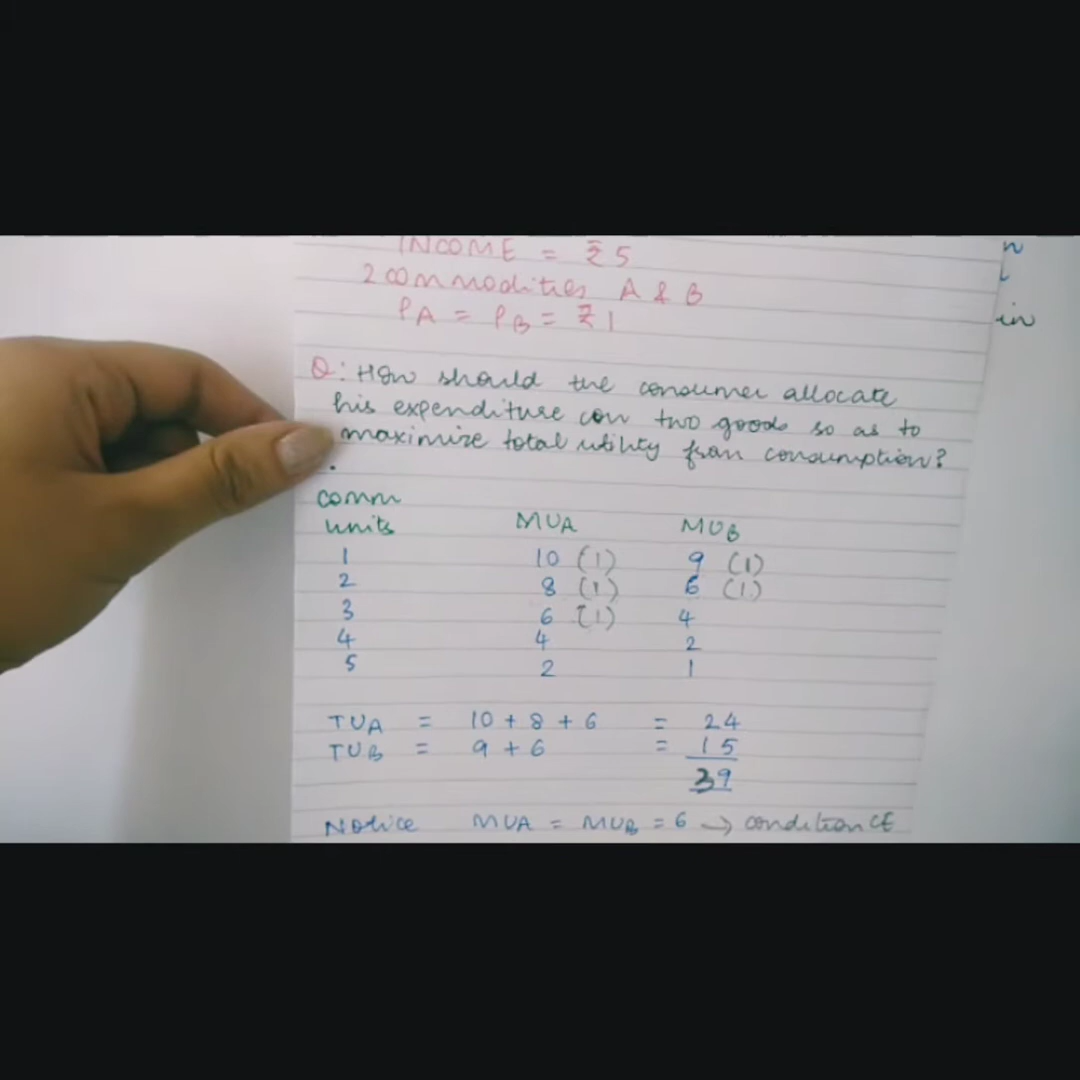 INCOME = ₹5
2 commodities A & B
PA = PB = ₹1
Q: How should the consumer allocate
his expenditure on two goods so as to
maximize total utility from consumption?
comm
units MUA MUB
1 10 (1) 9 (1)
2 8 (1) 6 (1)
3 6 (1) 4
4 4 2
5 2 1
TUA = 10 + 8 + 6 = 24
TUB = 9 + 6 = 15
39
Notice MUA = MUB = 6 → condition CE
in